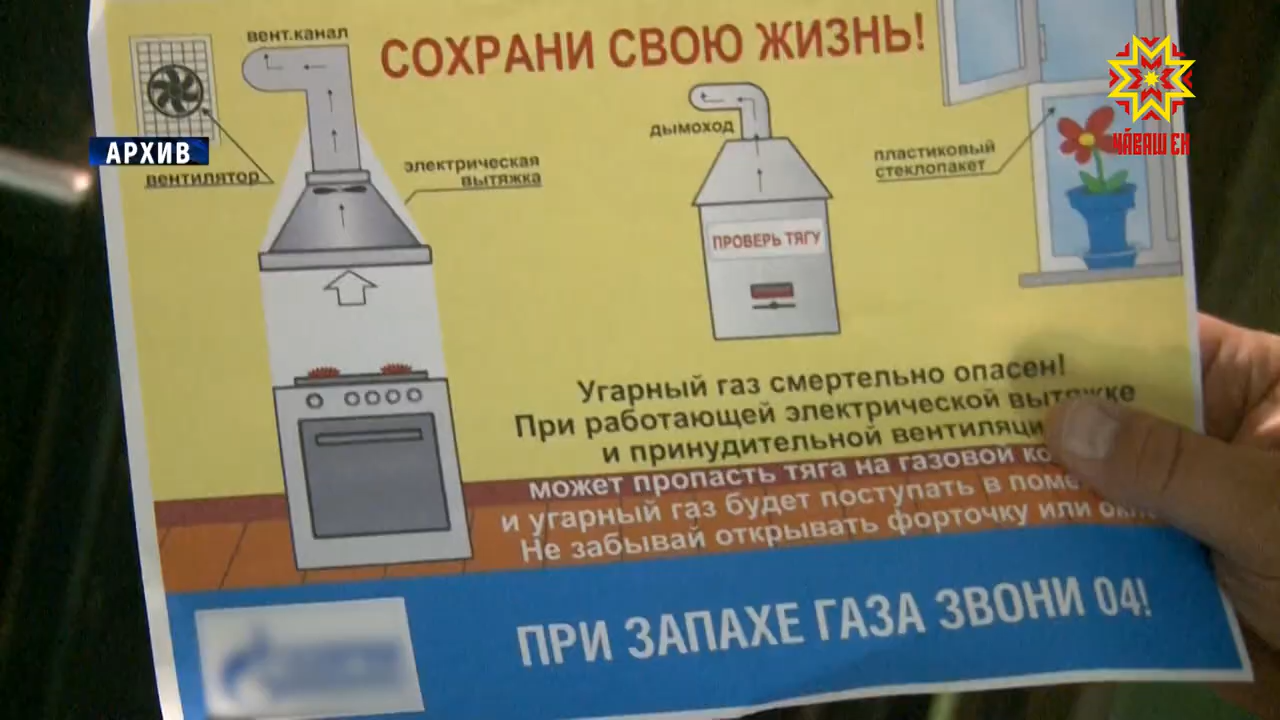 вент.канал
СОХРАНИ СВОЮ ЖИЗНЬ!
АРХИВ
вентилятор
электрическая
вытяжка
дымоход
пластиковый
стеклопакет
ЧӐВАШ ЕН
ПРОВЕРЬ ТЯГУ
Угарный газ смертельно опасен!
При работающей электрической вытяжке
и принудительной
может пропасть тяга на газовой
и угарный газ будет поступать в
Не забывай открывать форточку или
ПРИ ЗАПАХЕ ГАЗА ЗВОНИ 04!